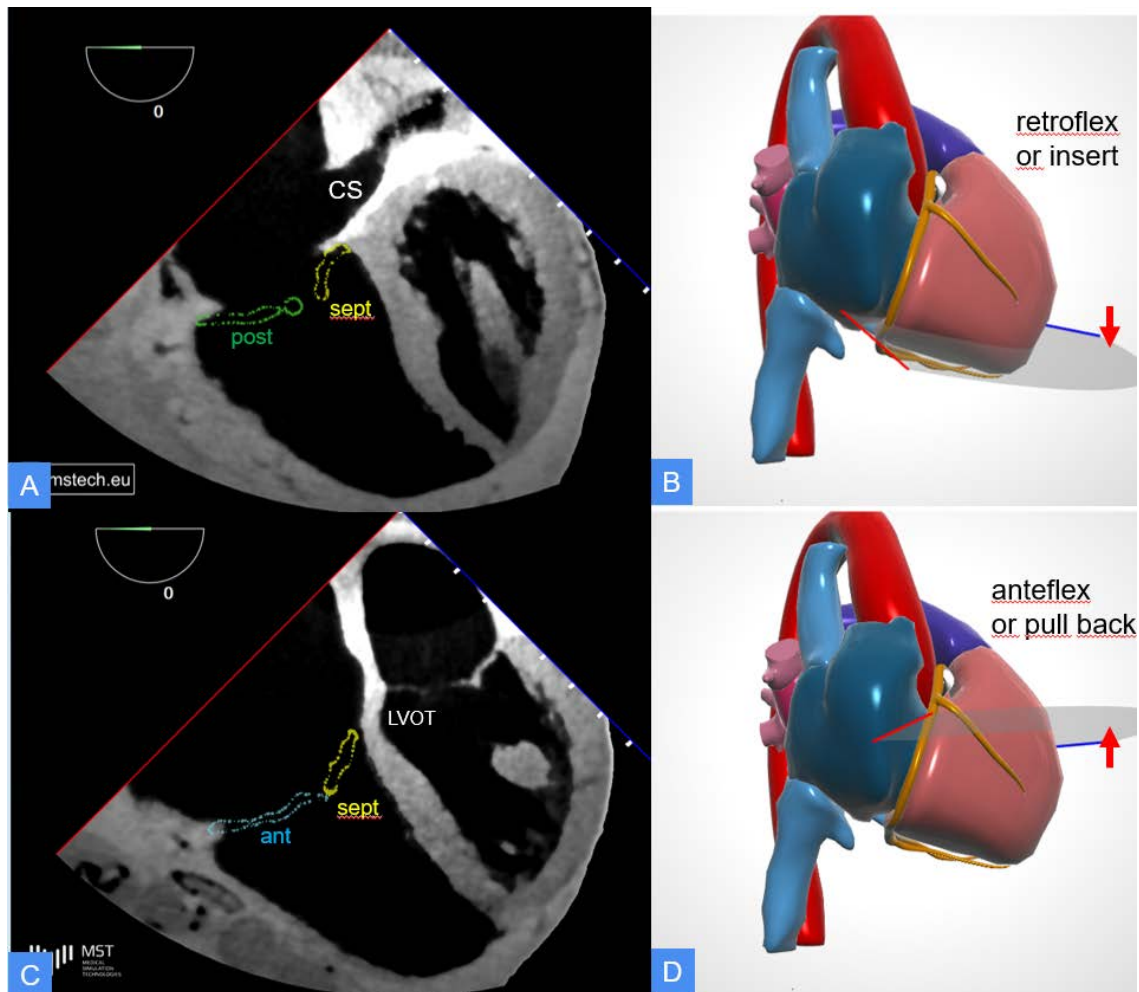 0
CS
sept
post
A
mstech.eu
retroflex
or insert
B
0
LVOT
sept
ant
MST
MEDICAL
SIMULATION
TECHNOLOGIES
C
anteflex
or pull back
D